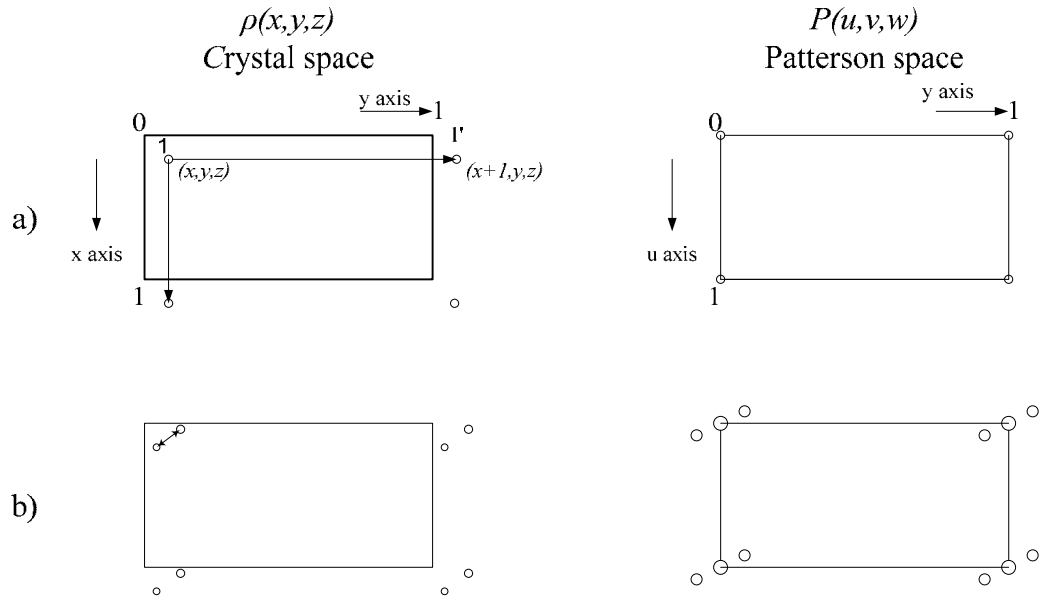 ρ(x,y,z)
Crystal space
P(u,v,w)
Patterson space
y axis
1
0
1
1'
(x,y,z)
(x+1,y,z)
x axis
1
a)
y axis
1
0
u axis
1
b)